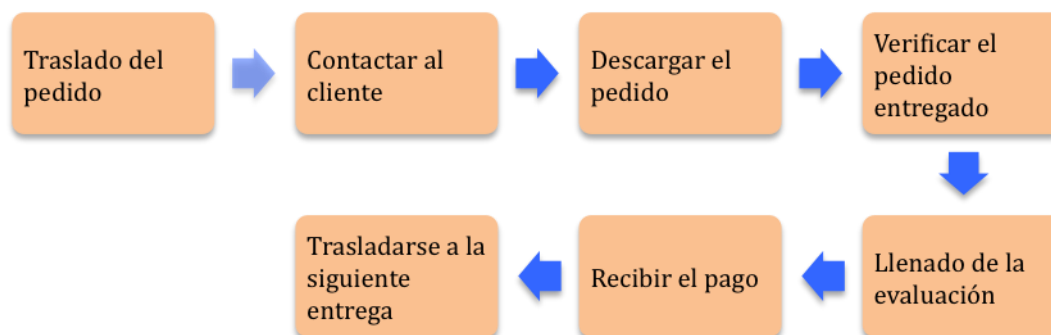 Traslado del
pedido
Contactar al
cliente
Descargar el
pedido
Verificar el
pedido
entregado
Llenado de la
evaluación
Recibir el pago
Trasladarse a la
siguiente
entrega